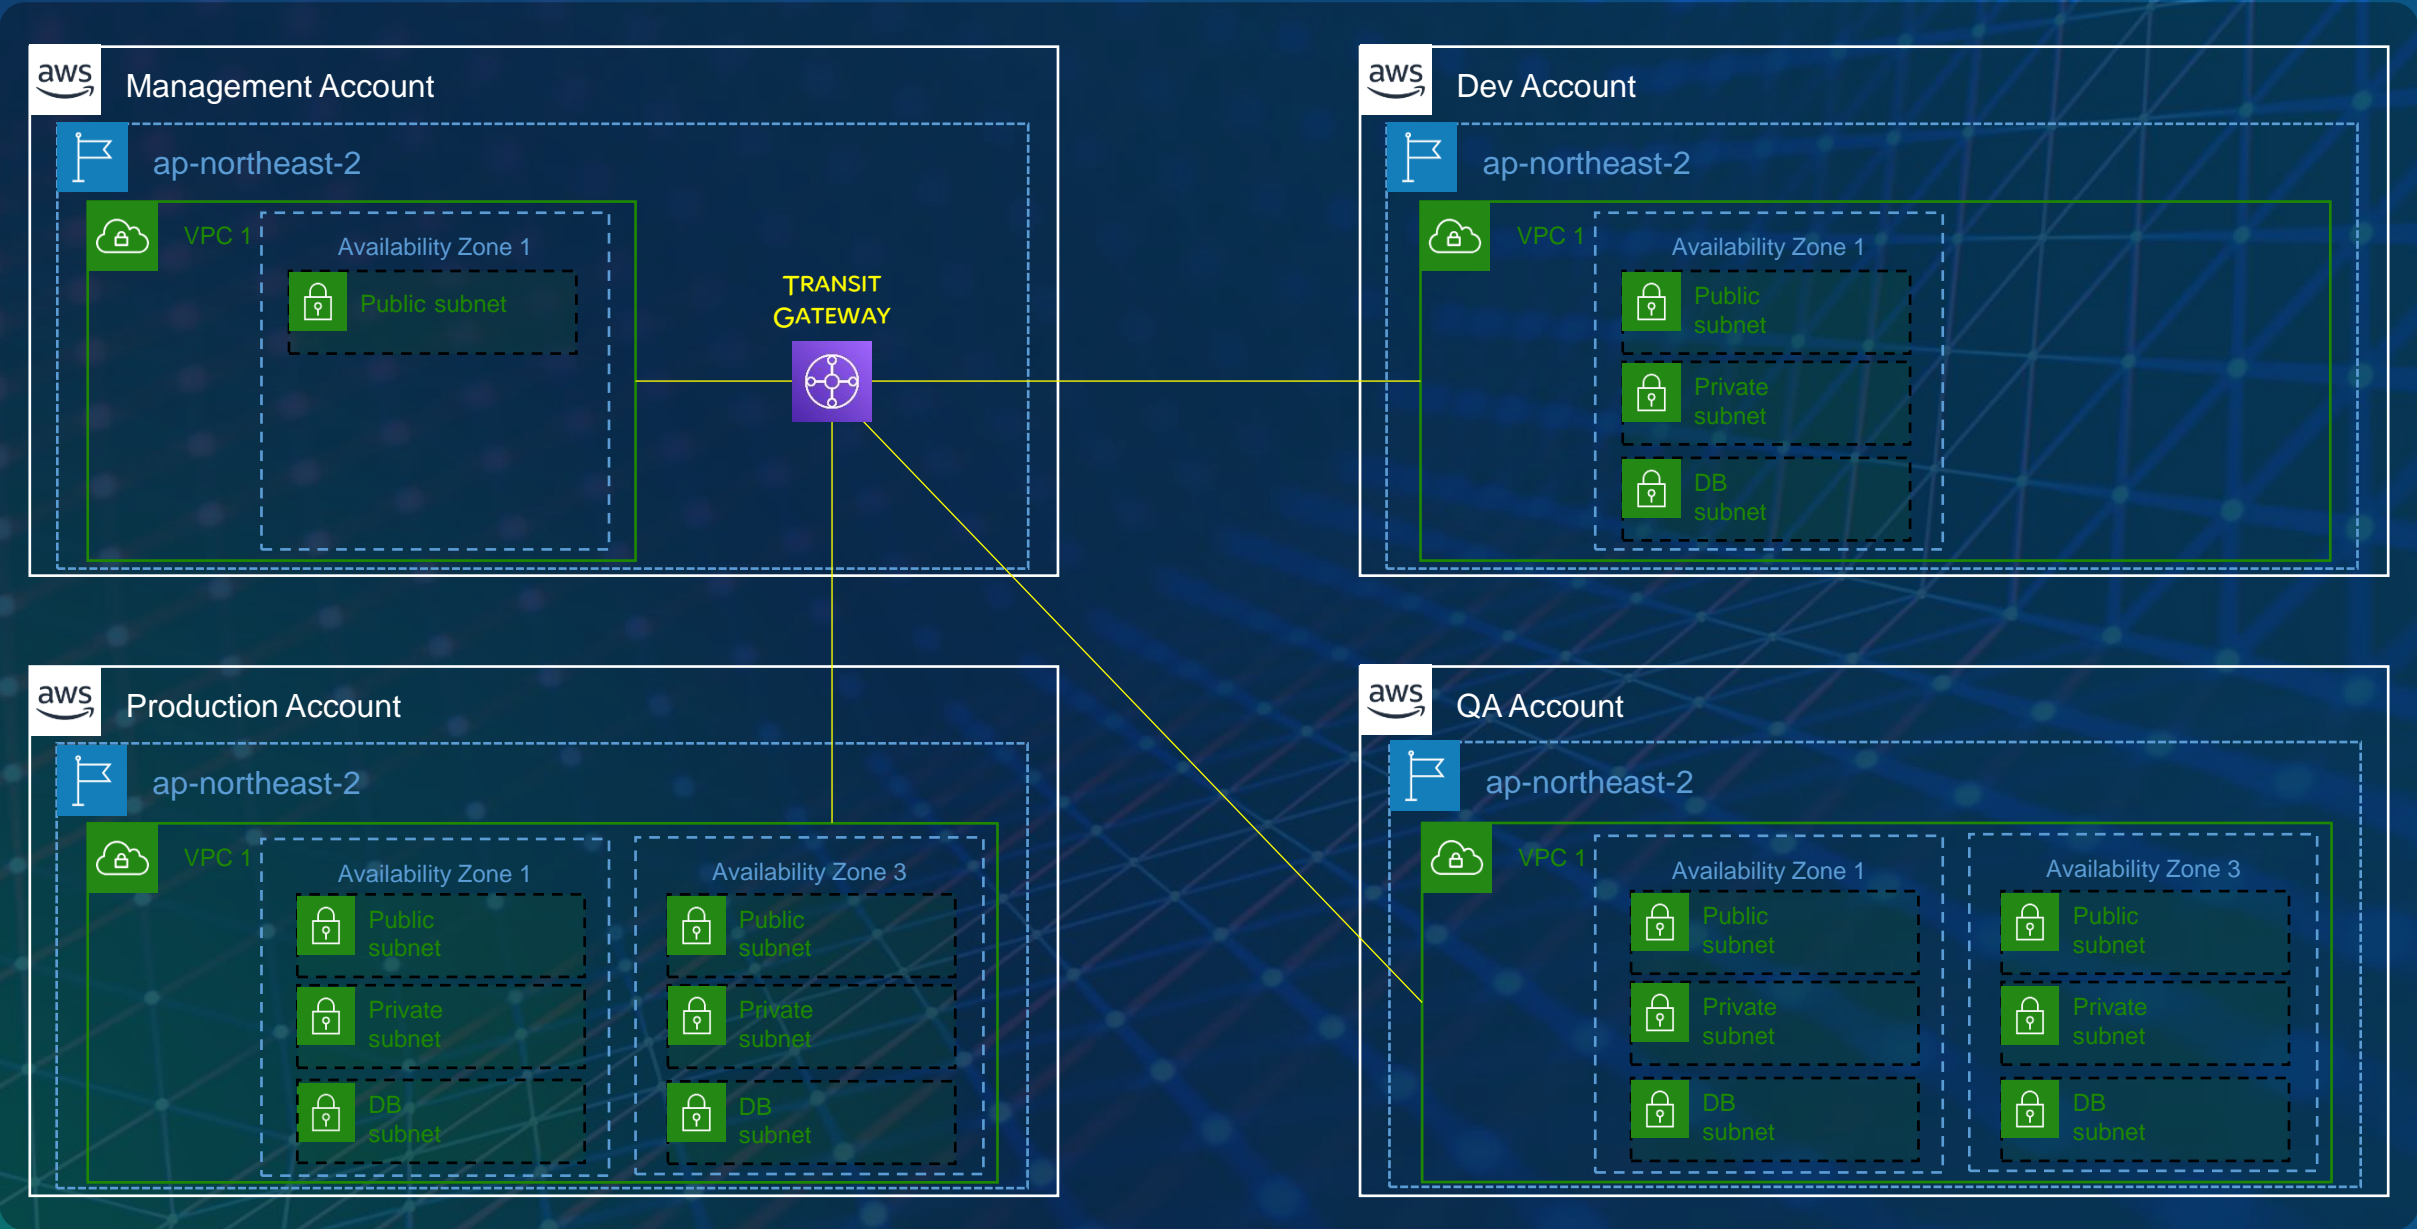 aws
Management Account
ap-northeast-2
VPC 1
Availability Zone 1
Public subnet
TRANSIT
GATEWAY
aws
Dev Account
ap-northeast-2
VPC 1
Availability Zone 1
Public
subnet
Private
subnet
DB
subnet
aws
Production Account
ap-northeast-2
VPC 1
Availability Zone 1
Public
subnet
Private
subnet
DB
subnet
Availability Zone 3
Public
subnet
Private
subnet
DB
subnet
aws
QA Account
ap-northeast-2
VPC 1
Availability Zone 1
Public
subnet
Private
subnet
DB
subnet
Availability Zone 3
Public
subnet
Private
subnet
DB
subnet